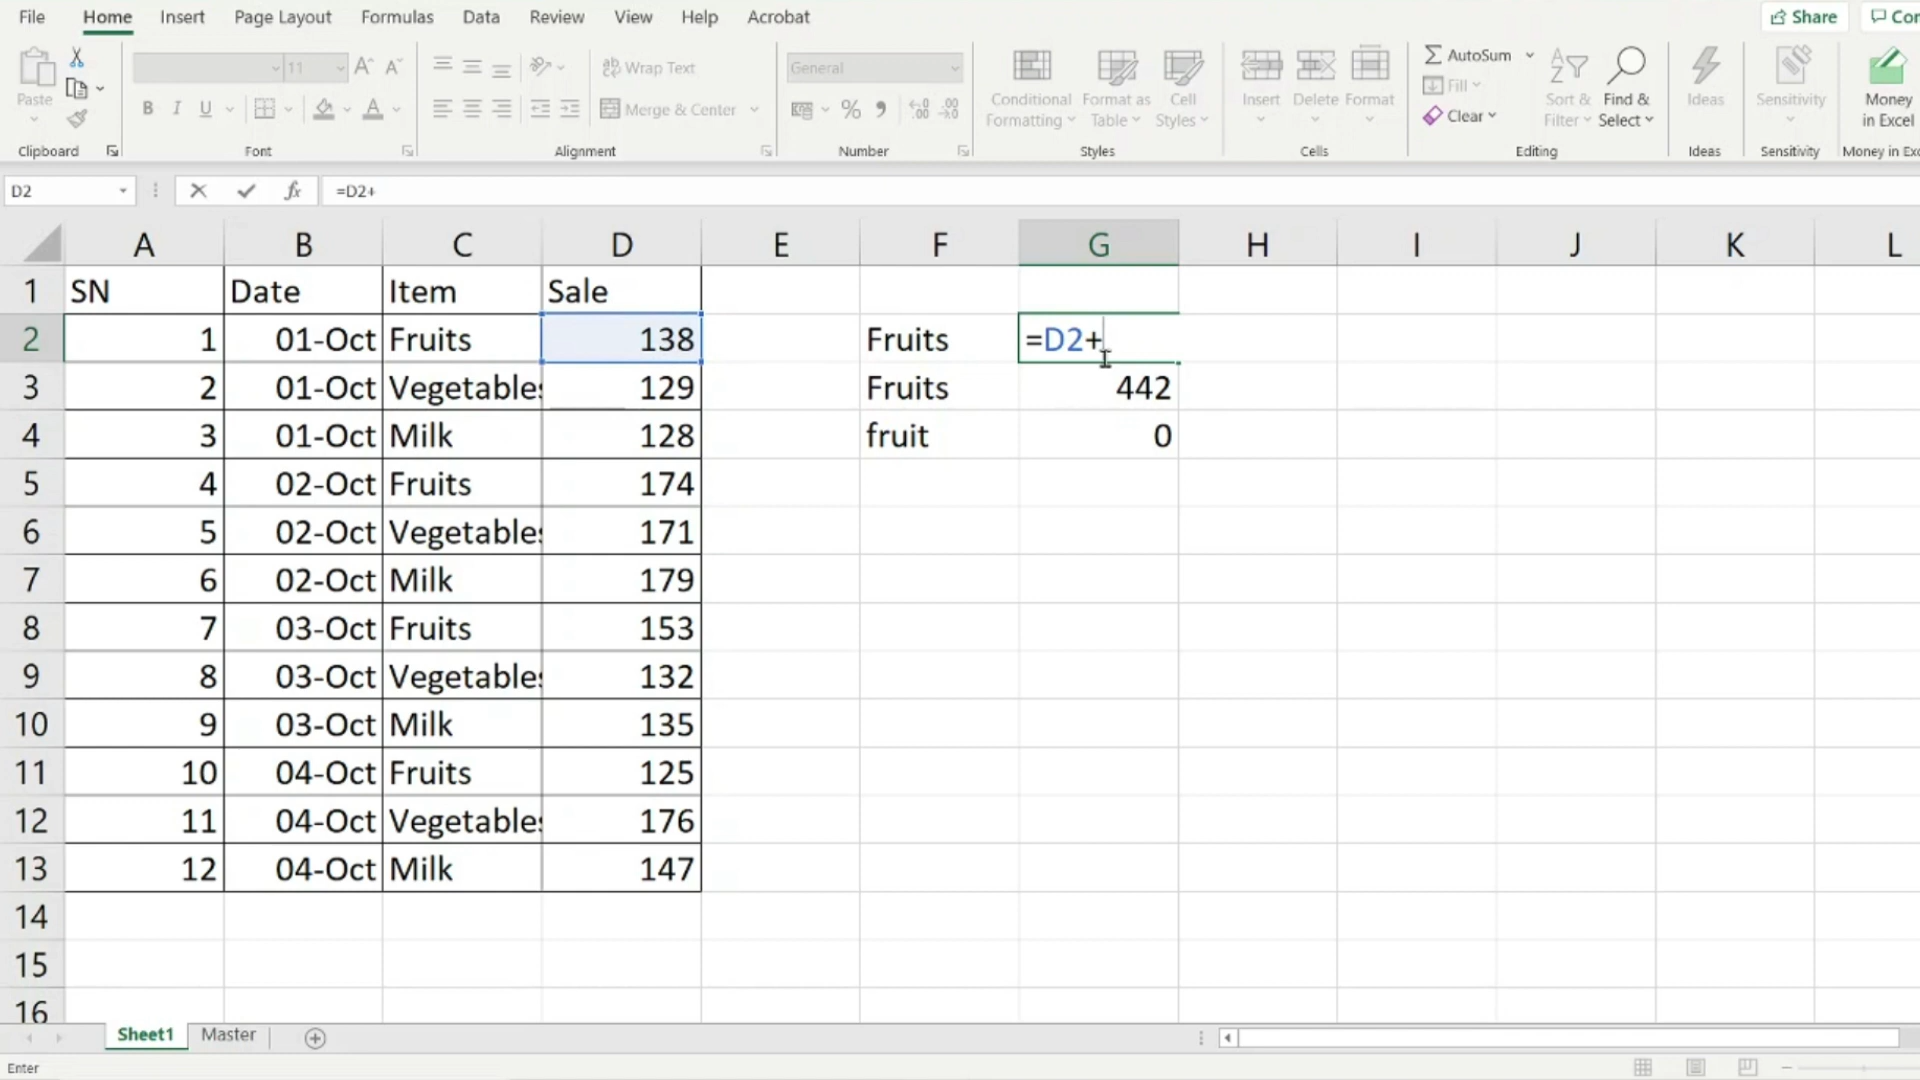 File Home Insert Page Layout Formulas Data Review View Help Acrobat Share
Paste
11
B I U A
Wrap Text
Merge & Center
General
%
Conditional Formatting
Format as Table
Cell Styles
Insert
Delete
Format
AutoSum
Fill
Clear
Sort & Filter
Find & Select
Ideas
Sensitivity
Money in Excel
Clipboard Font Alignment Number Styles Cells Editing Ideas Sensitivity
D2 fx =D2+
A B C D E F G H I J K L
1 SN Date Item Sale
2 1 01-Oct Fruits 138 Fruits =D2+
3 2 01-Oct Vegetables 129 Fruits 442
4 3 01-Oct Milk 128 fruit 0
5 4 02-Oct Fruits 174
6 5 02-Oct Vegetables 171
7 6 02-Oct Milk 179
8 7 03-Oct Fruits 153
9 8 03-Oct Vegetables 132
10 9 03-Oct Milk 135
11 10 04-Oct Fruits 125
12 11 04-Oct Vegetables 176
13 12 04-Oct Milk 147
14
15
16
Sheet1 Master
Enter